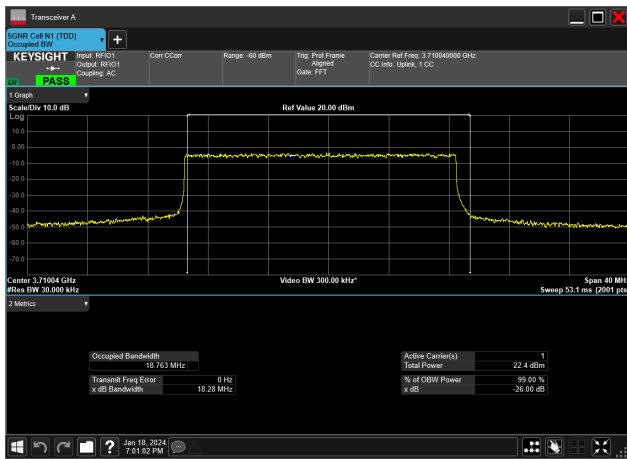 Transceiver A
5GNR Cell N1 (TDD)
Occupied BW
KEYSIGHT
Input: RFIO1
Output: RFIO1
Coupling: AC
Corr CCorr
Range: -60 dBm
Trig: Prot Frame
Aligned
Gate: FFT
Carrier Ref Freq: 3.710040000 GHz
CC Info: Uplink, 1 CC
PASS
1 Graph
Scale/Div 10.0 dB
Ref Value 20.00 dBm
Log
10.0
0.00
-10.0
-20.0
-30.0
-40.0
-50.0
-60.0
-70.0
Center 3.71004 GHz
Video BW 300.00 kHz*
Span 40 MHz
#Res BW 30.000 kHz
Sweep 53.1 ms (2001 pts
2 Metrics
Occupied Bandwidth
18.763 MHz
Transmit Freq Error 0 Hz
x dB Bandwidth 18.28 MHz
Active Carrier(s) 1
Total Power 22.4 dBm
% of OBW Power 99.00 %
x dB -26.00 dB
Jan 18, 2024
7:01:02 PM